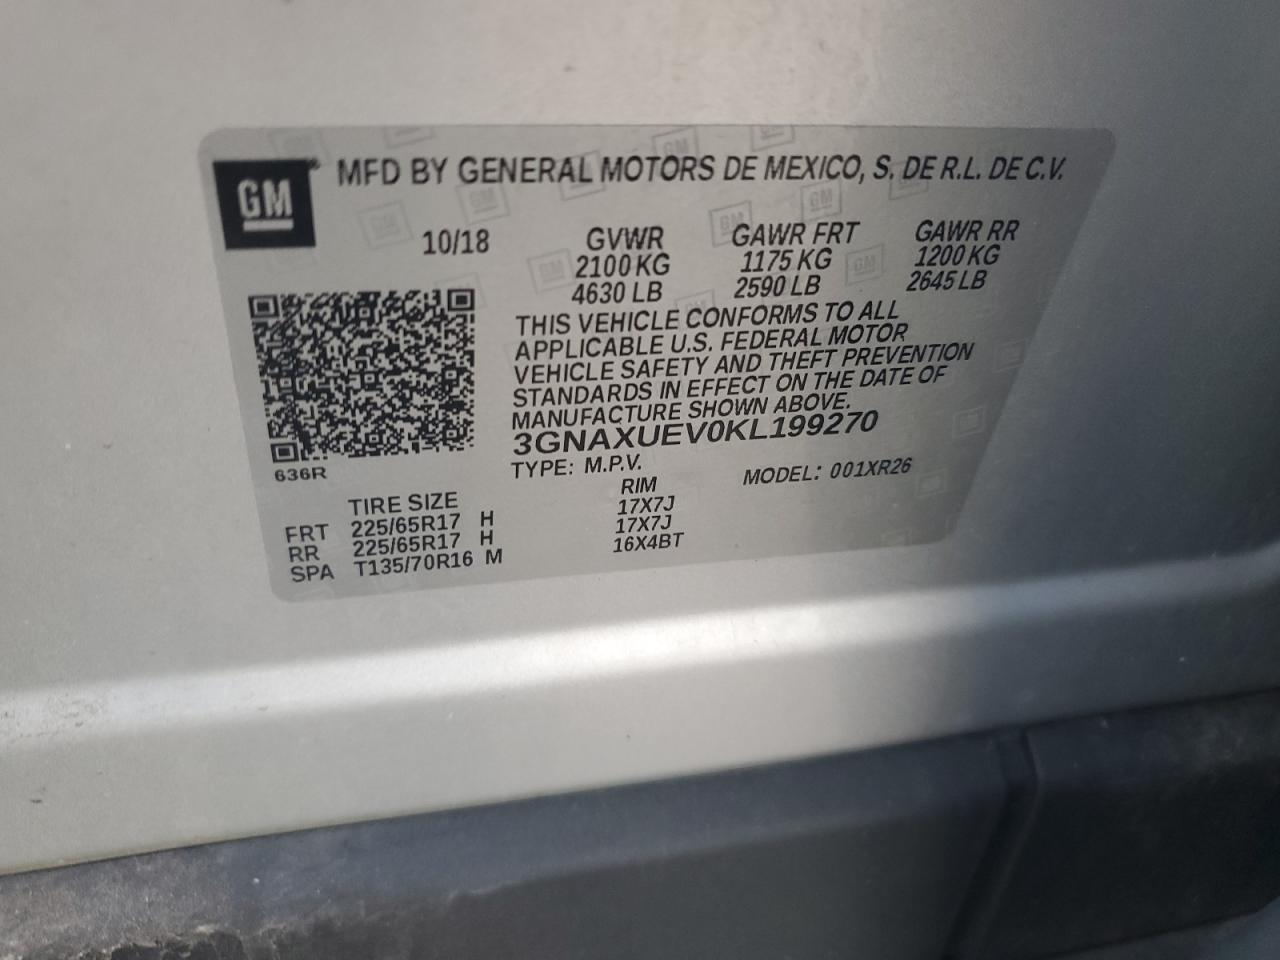 GM
MFD BY GENERAL MOTORS DE MEXICO, S. DE R.L. DE C.V.
10/18
GVWR GAWR FRT GAWR RR
2100 KG 1175 KG 1200 KG
4630 LB 2590 LB 2645 LB
THIS VEHICLE CONFORMS TO ALL
APPLICABLE U.S. FEDERAL MOTOR
VEHICLE SAFETY AND THEFT PREVENTION
STANDARDS IN EFFECT ON THE DATE OF
MANUFACTURE SHOWN ABOVE.
3GNAXUEV0KL199270
636R
TYPE: M.P.V. MODEL: 001XR26
TIRE SIZE RIM
FRT 225/65R17 H 17X7J
RR 225/65R17 H 17X7J
SPA T135/70R16 M 16X4BT